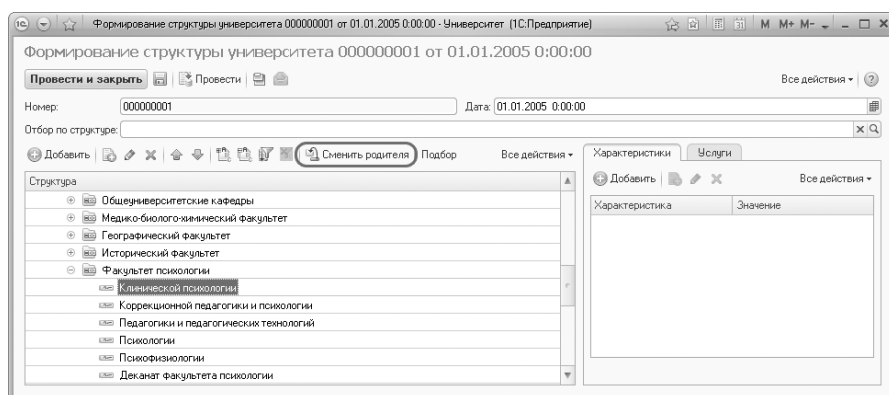 Формирование структуры университета 000000001 от 01.01.2005 0:00:00 - Университет (1С:Предприятие) M M+ M-
Формирование структуры университета 000000001 от 01.01.2005 0:00:00
Провести и закрыть Провести Все действия
Номер: 000000001 Дата: 01.01.2005 0:00:00
Отбор по структуре:
Добавить Сменить родителя Подбор Все действия Характеристики Услуги
Структура Добавить Все действия
Общеуниверситетские кафедры Характеристика Значение
Медико-биолого-химический факультет
Географический факультет
Исторический факультет
Факультет психологии
Клинической психологии
Коррекционной педагогики и психологии
Педагогики и педагогических технологий
Психологии
Психофизиологии
Деканат факультета психологии